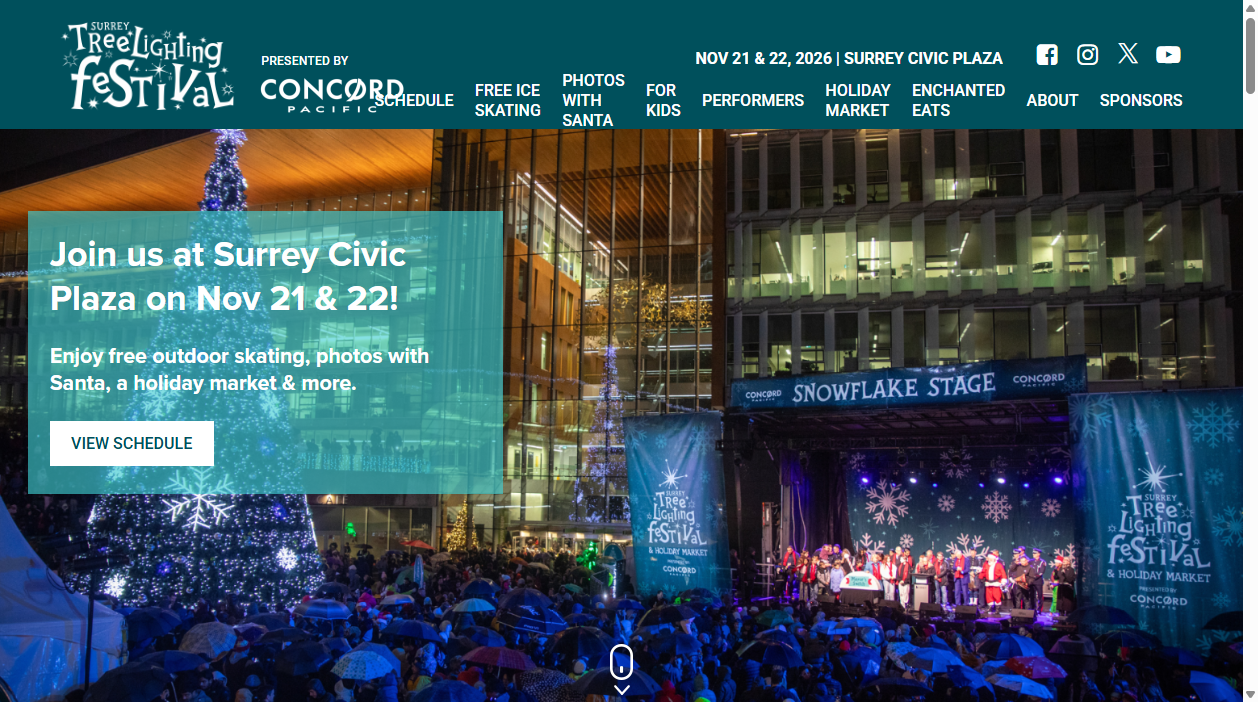 SURREY
TREE LIGHTING
FESTIVAL
PRESENTED BY
CONCORD
PACIFIC
NOV 21 & 22, 2026 | SURREY CIVIC PLAZA
SCHEDULE
FREE ICE
SKATING
PHOTOS
WITH
SANTA
FOR
KIDS
PERFORMERS
HOLIDAY
MARKET
ENCHANTED
EATS
ABOUT
SPONSORS
Join us at Surrey Civic
Plaza on Nov 21 & 22!
Enjoy free outdoor skating, photos with
Santa, a holiday market & more.
VIEW SCHEDULE
CONCORD
PACIFIC
SNOWFLAKE STAGE
CONCORD
PACIFIC
SURREY
TREE
LIGHTING
FESTIVAL
& HOLIDAY MARKET
CONCORD
SURREY
TREE
LIGHTING
FESTIVAL
& HOLIDAY MARKET
PRESENTED BY
CONCORD
PACIFIC